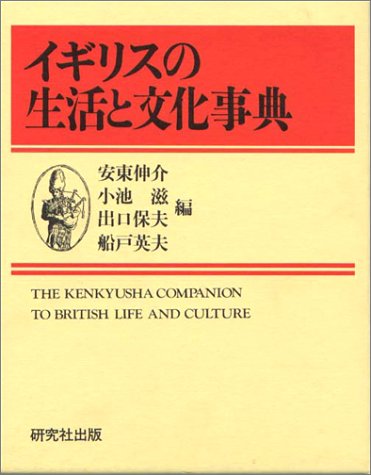 イギリスの
生活と文化事典
安東伸介
小池 滋
出口保夫
船戸英夫
編
THE KENKYUSHA COMPANION
TO BRITISH LIFE AND CULTURE
研究社出版